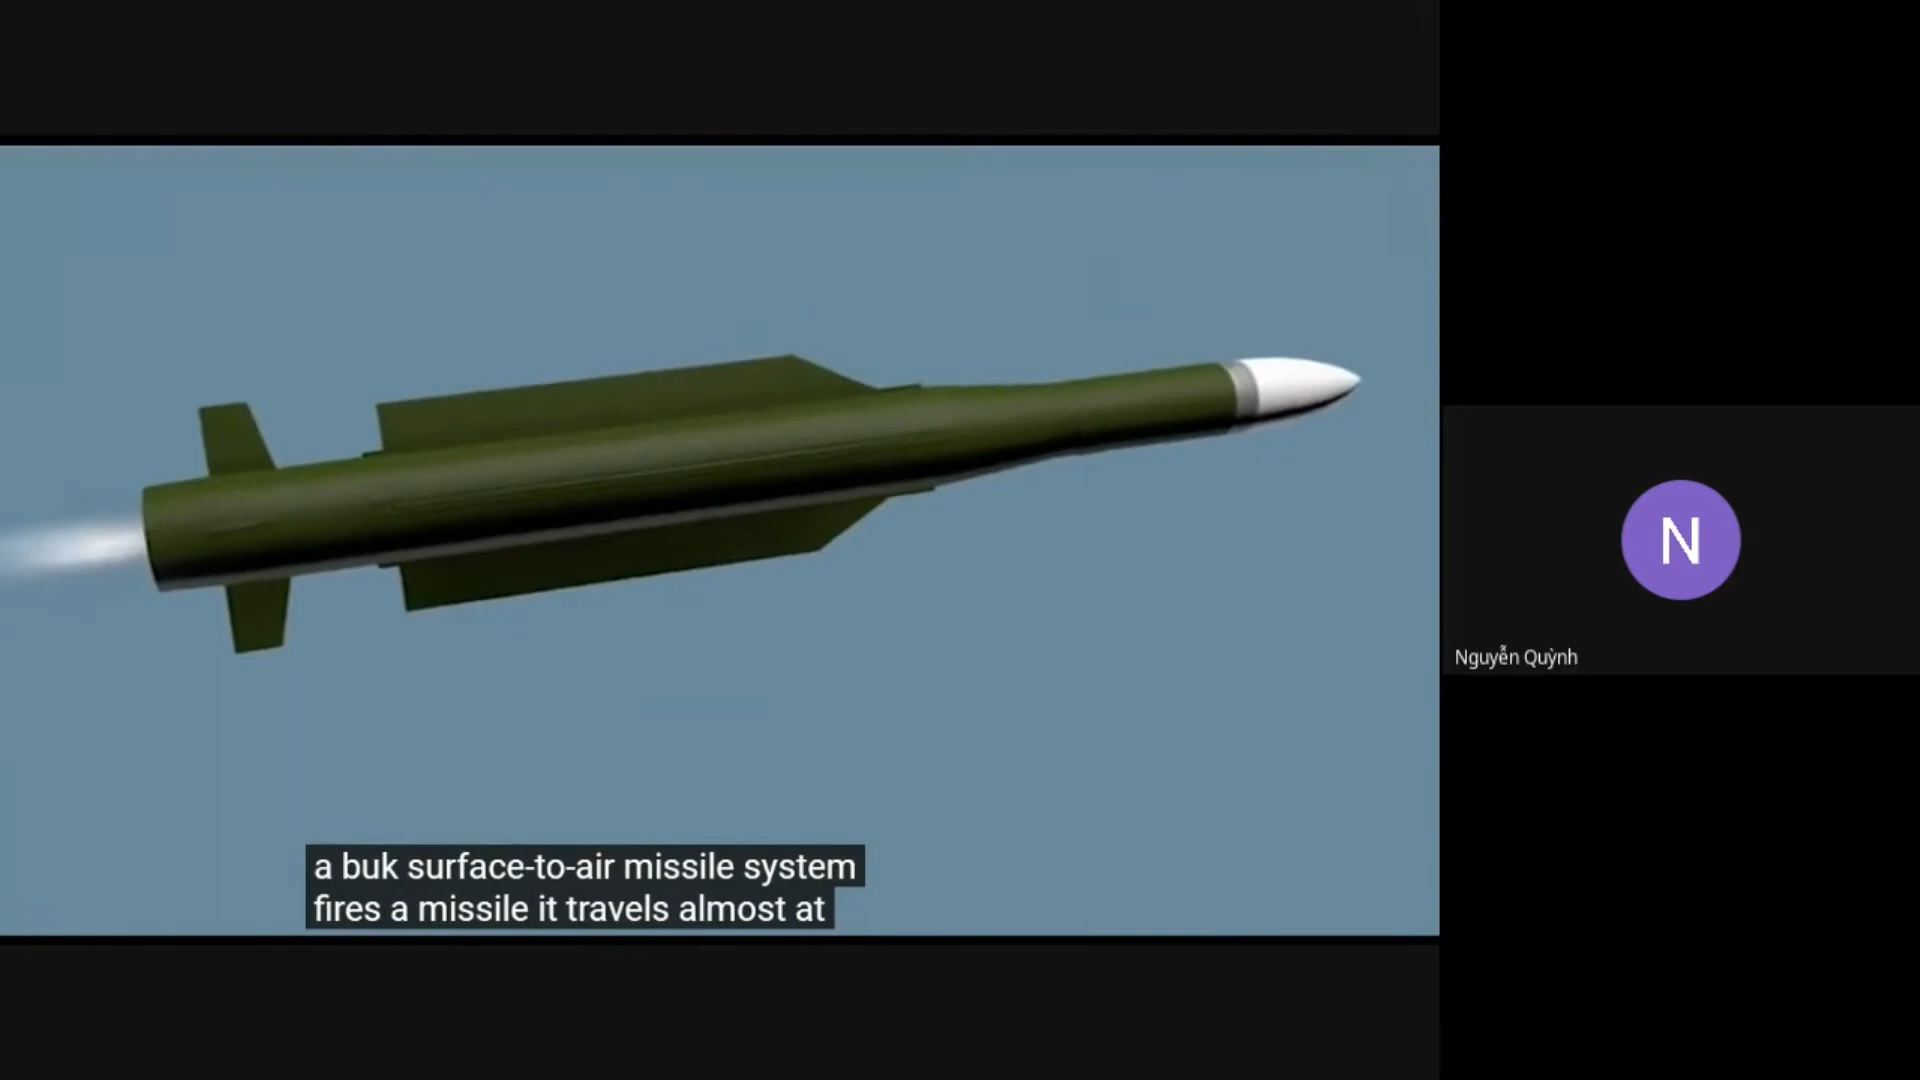 a buk surface-to-air missile system
fires a missile it travels almost at
N
Nguyễn Quỳnh